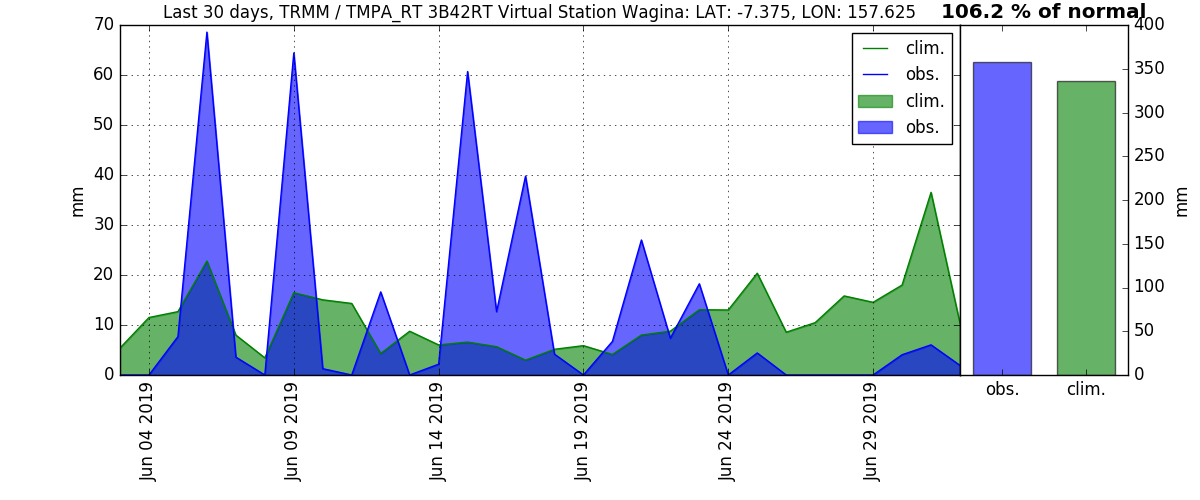 Last 30 days, TRMM / TMPA_RT 3B42RT Virtual Station Wagina: LAT: -7.375, LON: 157.625
106.2 % of normal
70
60
50
40
30
20
10
0
mm
clim.
obs.
clim.
obs.
400
350
300
250
200
150
100
50
0
mm
Jun 04 2019
Jun 09 2019
Jun 14 2019
Jun 19 2019
Jun 24 2019
Jun 29 2019
obs.
clim.